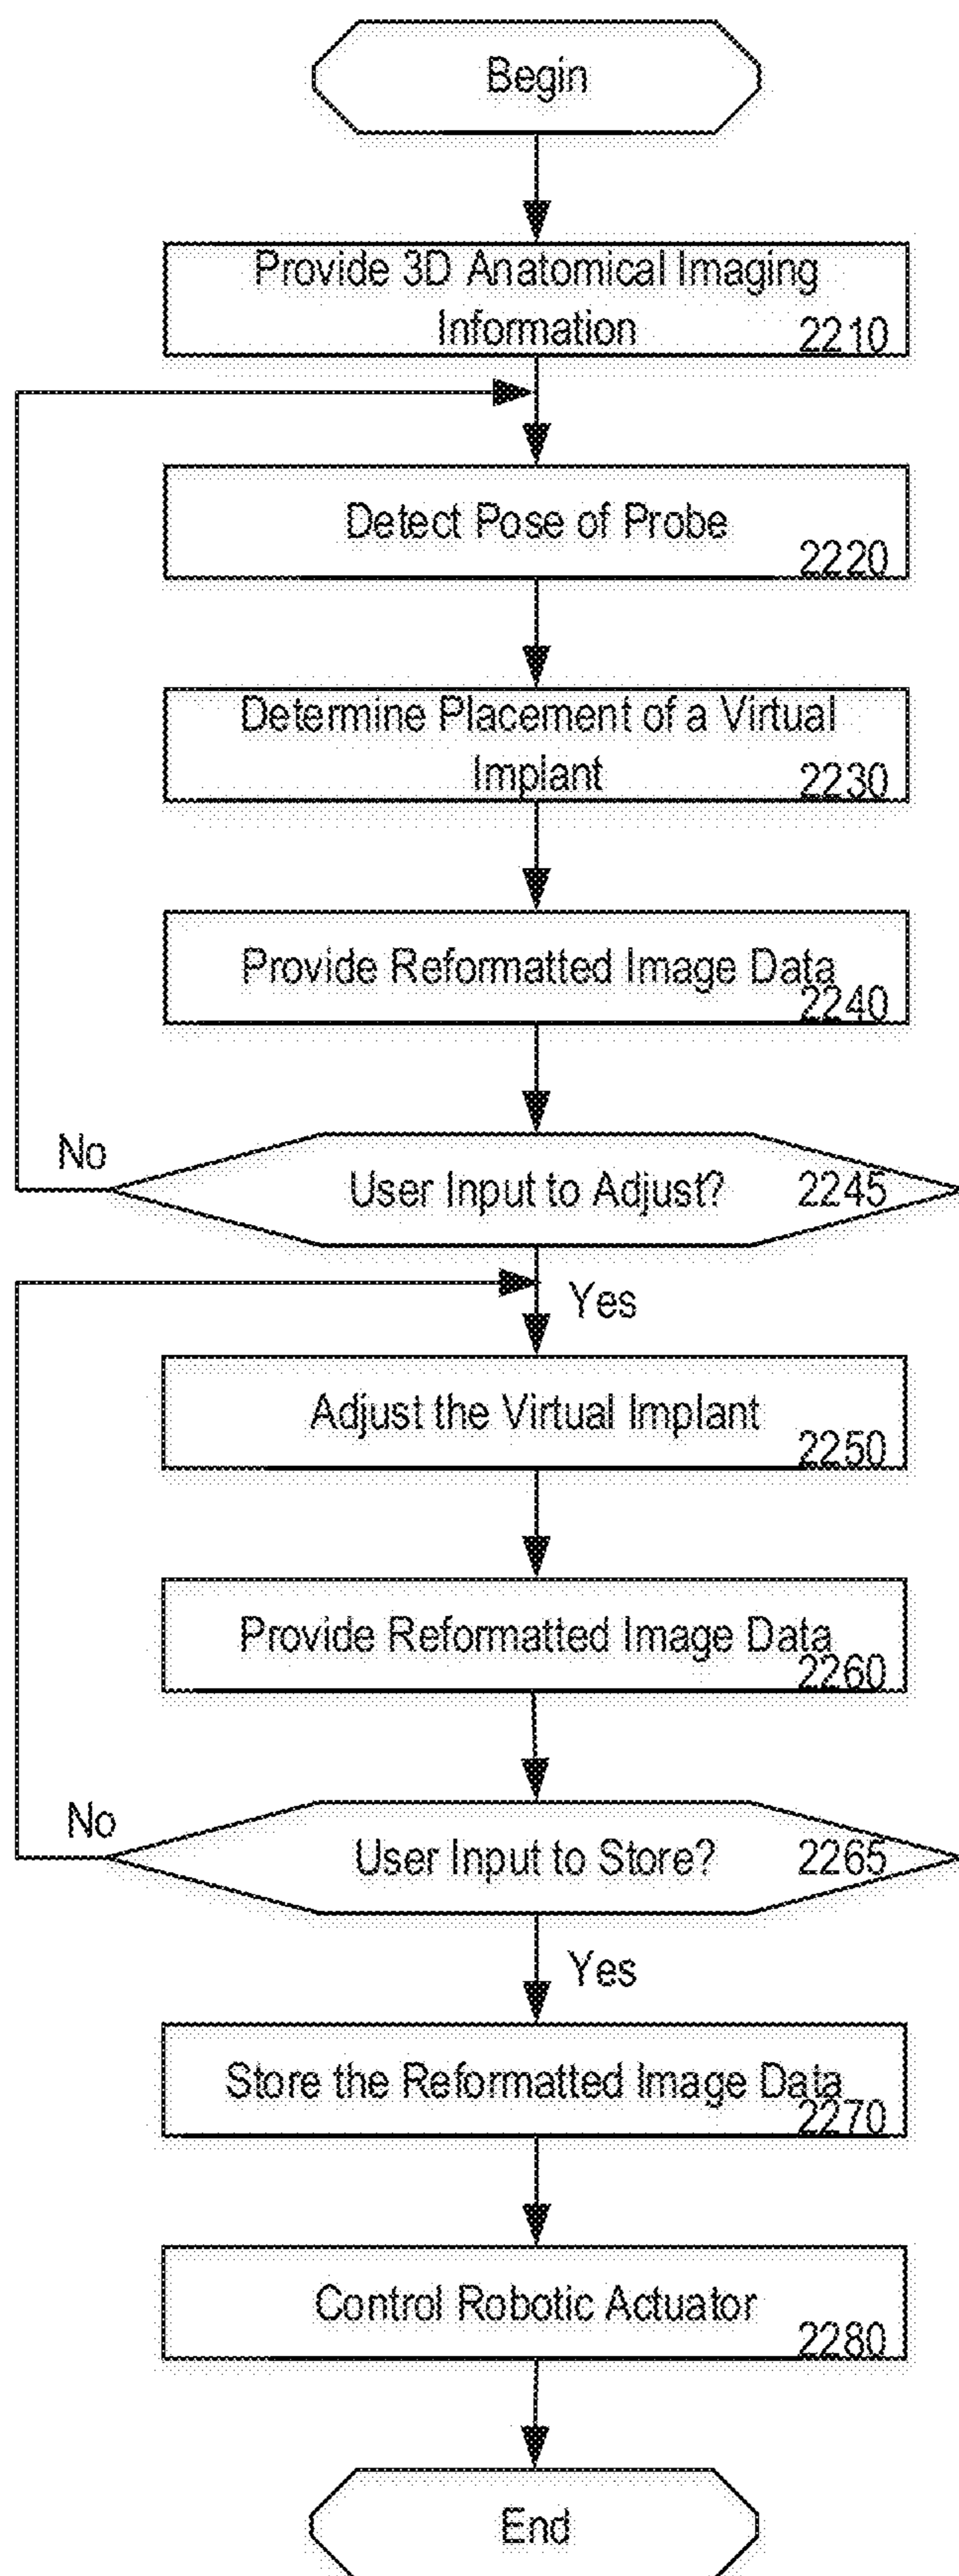 Begin
Provide 3D Anatomical Imaging
Information 2210
Detect Pose of Probe
2220
Determine Placement of a Virtual
Implant 2230
Provide Reformatted Image Data
2240
No
User Input to Adjust? 2245
Yes
Adjust the Virtual Implant
2250
Provide Reformatted Image Data
2260
No
User Input to Store? 2265
Yes
Store the Reformatted Image Data
2270
Control Robotic Actuator
2280
End